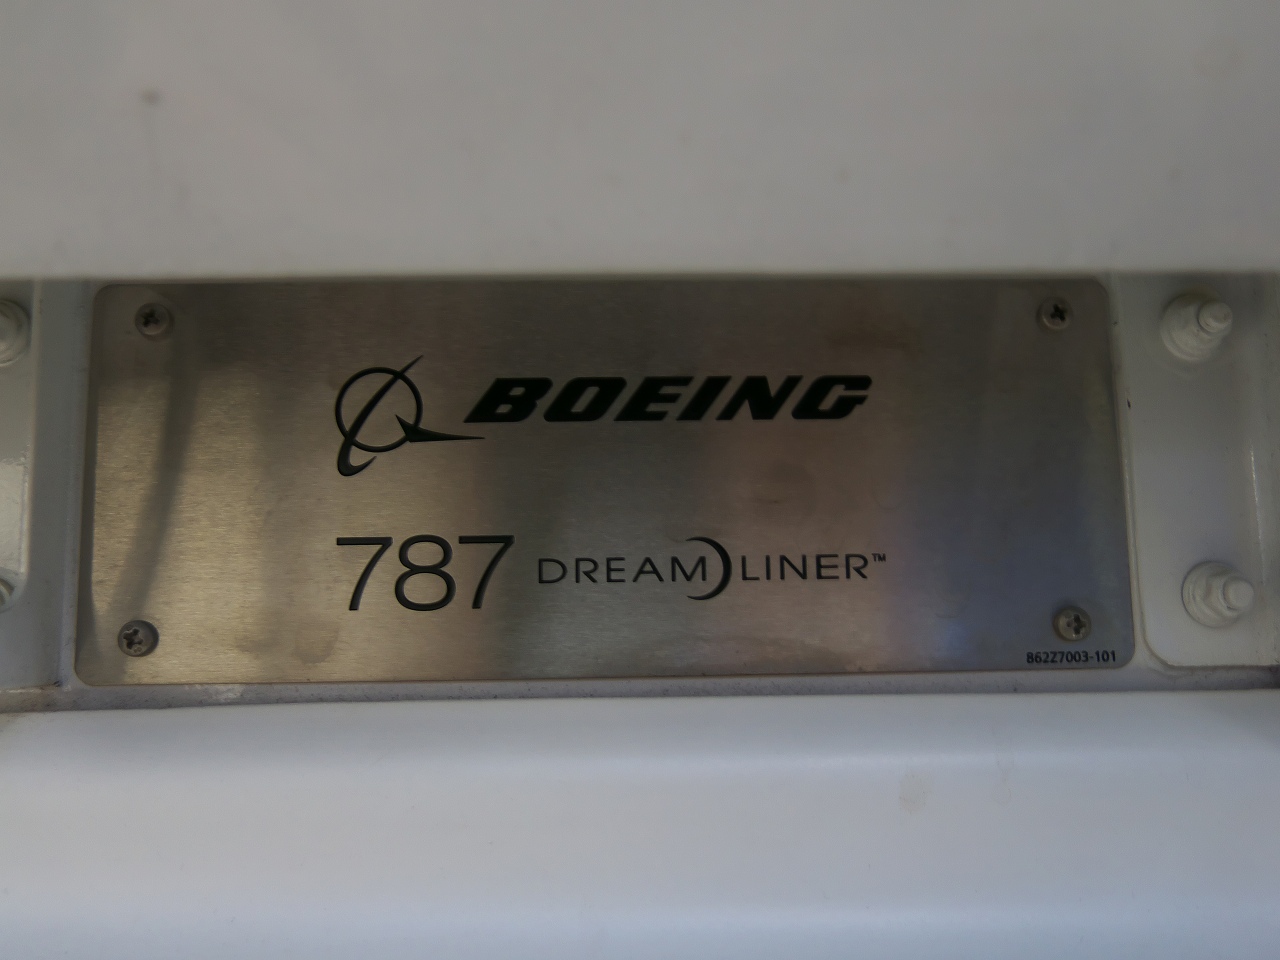 BOEING
787 DREAMLINER™
862Z7003-101